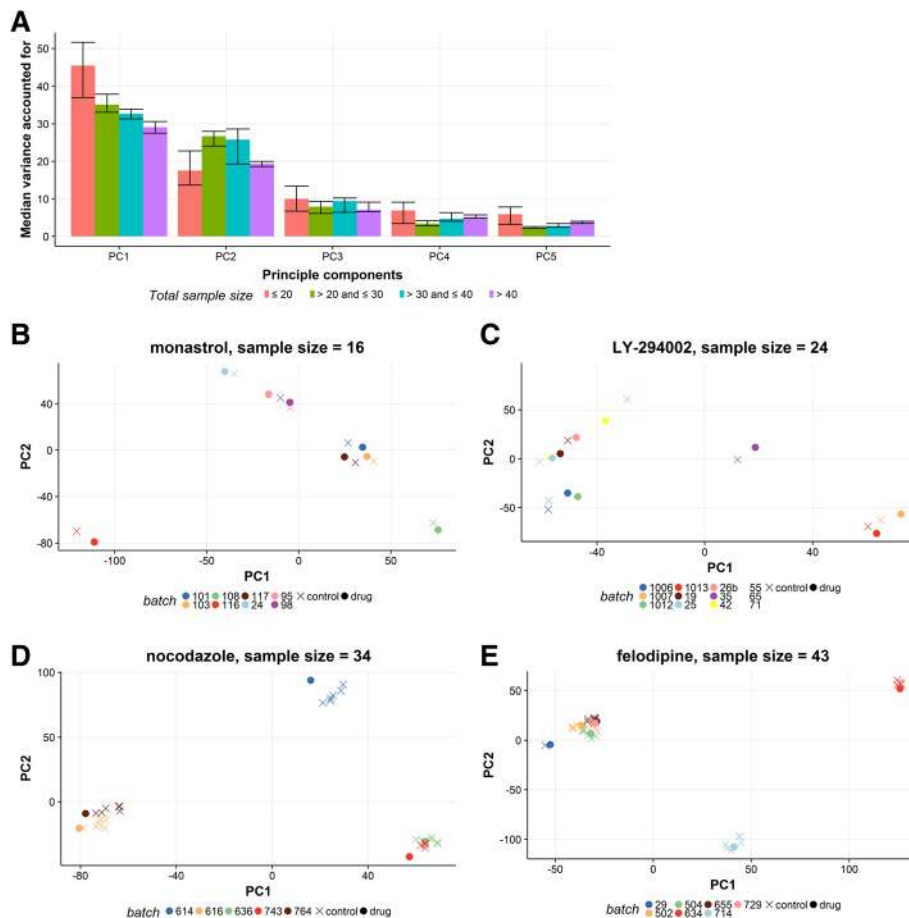 A
Median variance accounted for
50
40
30
20
10
0
PC1 PC2 PC3 PC4 PC5
Principle components
Total sample size ≤ 20 > 20 and ≤ 30 > 30 and ≤ 40 > 40
B
monastrol, sample size = 16
PC2
40
0
-40
-80
-100 -50 0 50
PC1
batch 101 108 117 95 control drug
103 116 24 98
C
LY-294002, sample size = 24
PC2
50
0
-50
-40 0 40
PC1
batch 1006 1013 26b 55 control drug
1007 19 35 65
1012 25 42 71
D
nocodazole, sample size = 34
PC2
100
50
0
-80 -40 0 40
PC1
batch 614 616 636 743 764 control drug
E
felodipine, sample size = 43
PC2
50
0
-50
-100
-50 0 50 100
PC1
batch 29 504 655 729 control drug
502 634 714